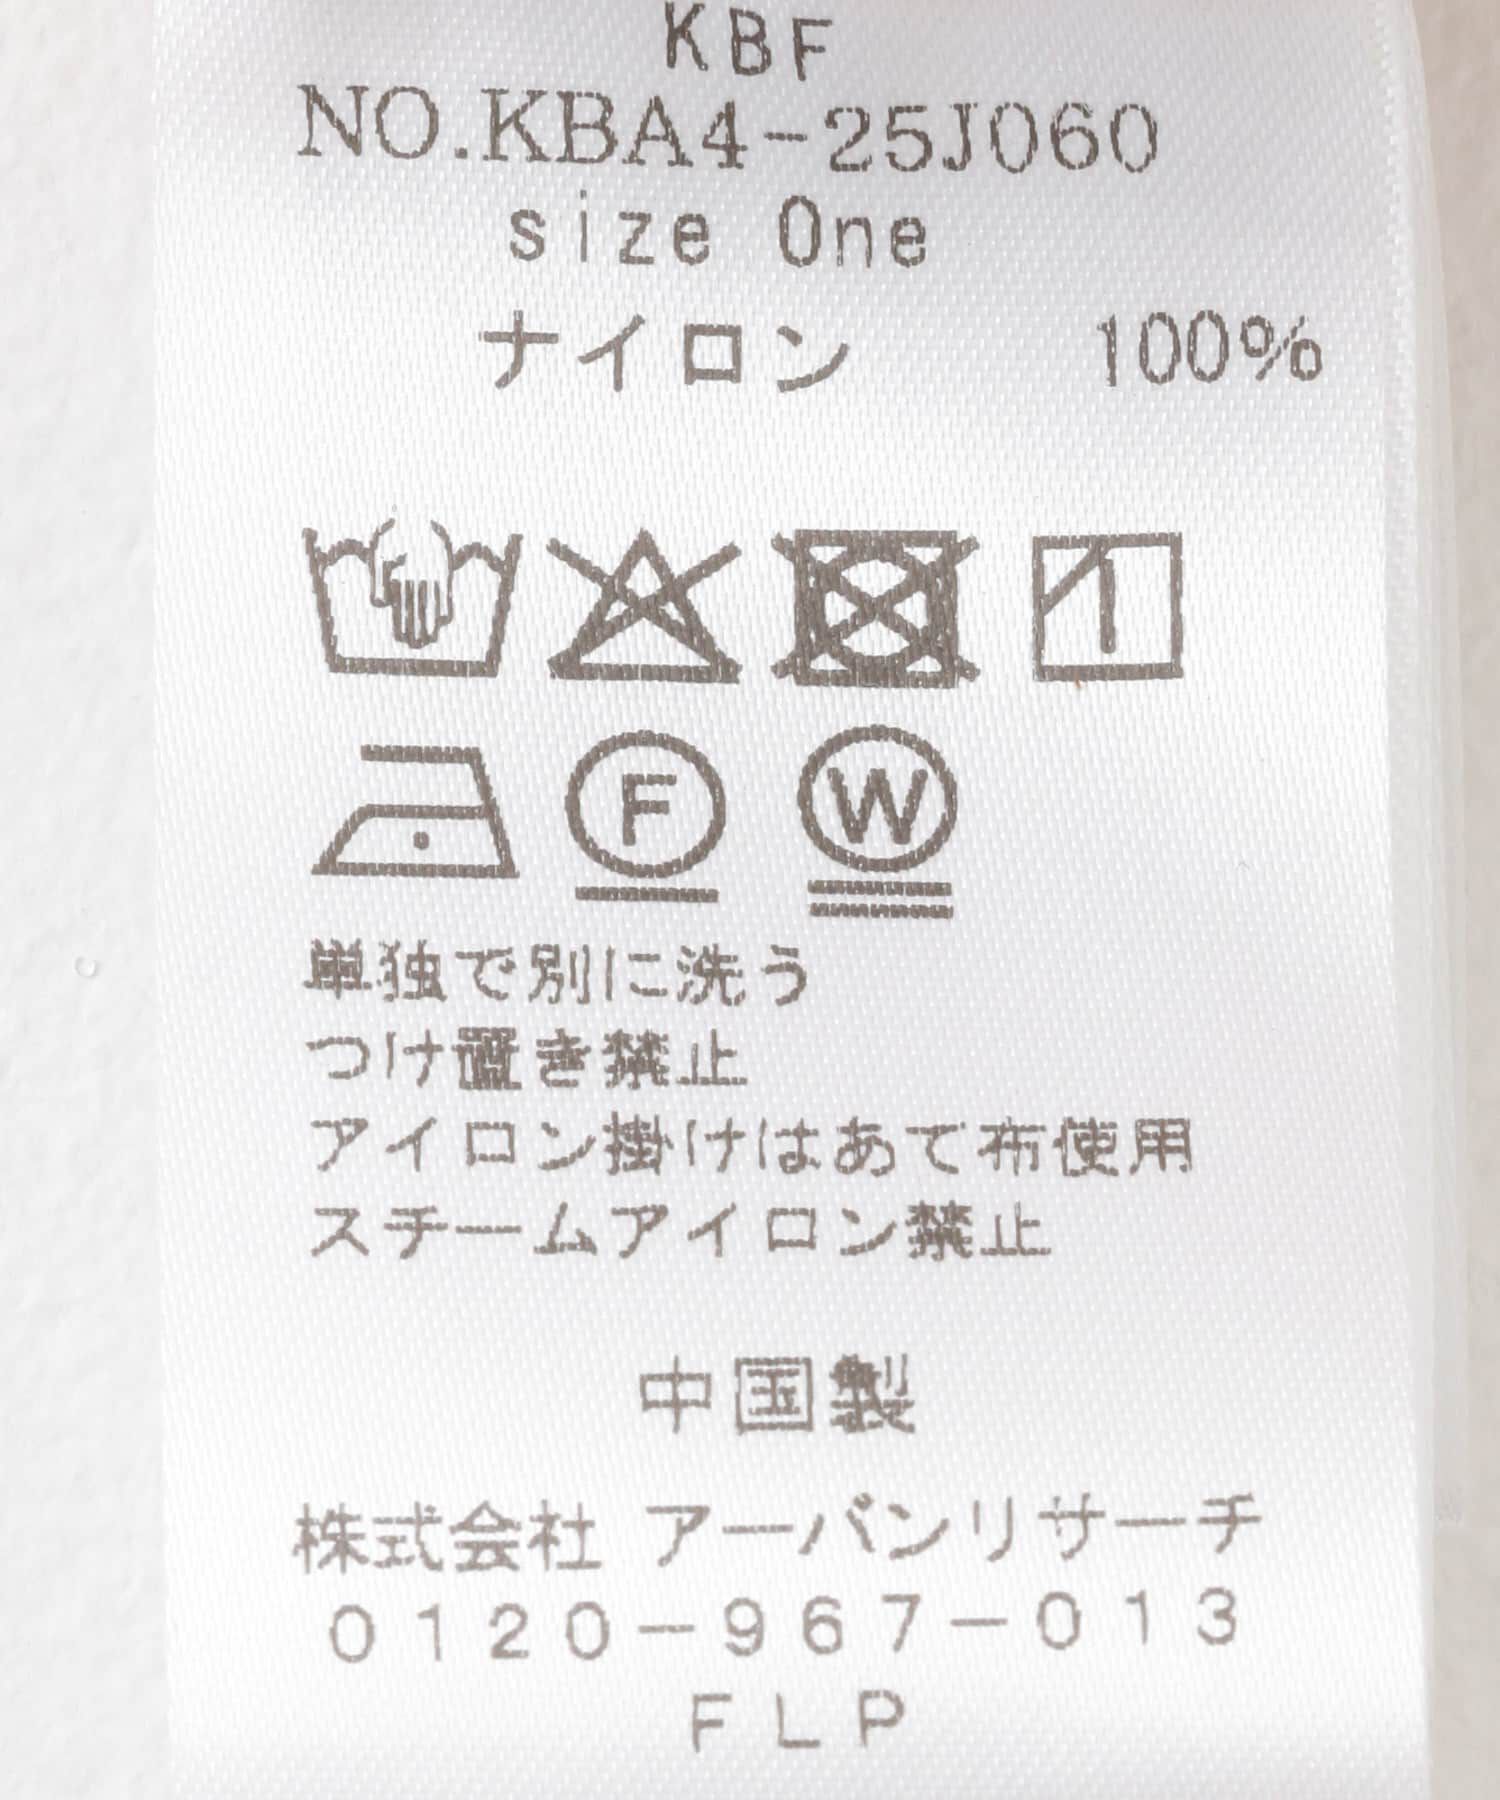 KBF
NO.KBA4-25J060
size One
ナイロン 100%
F W
単独で別に洗う
つけ置き禁止
アイロン掛けはあて布使用
スチームアイロン禁止
中国製
株式会社 アーバンリサーチ
0120-967-013
FLP